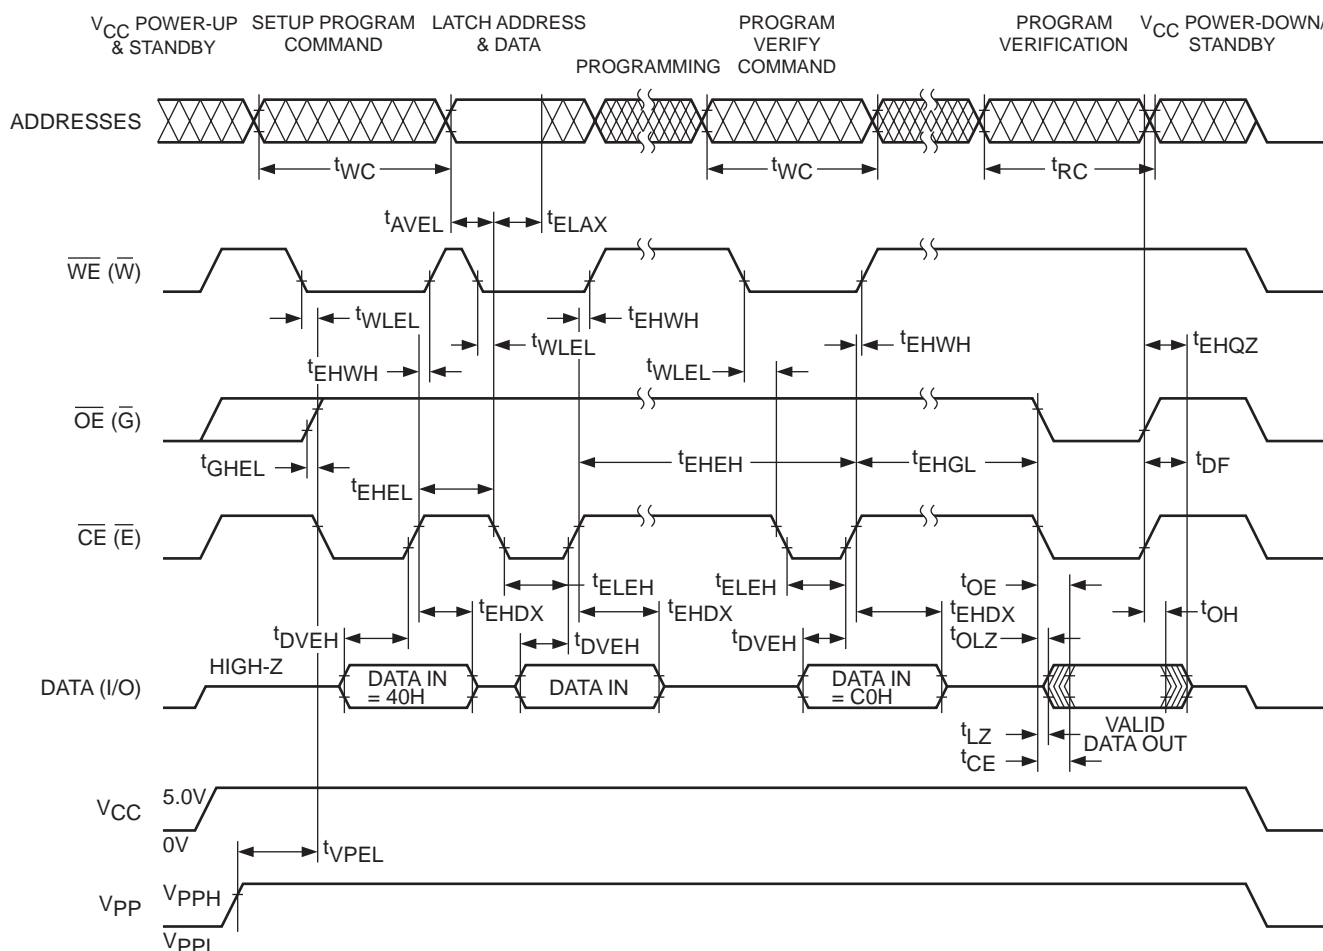 VCC POWER-UP & STANDBY
SETUP PROGRAM COMMAND
LATCH ADDRESS & DATA
PROGRAMMING
PROGRAM VERIFY COMMAND
PROGRAM VERIFICATION
VCC POWER-DOWN/ STANDBY
ADDRESSES
tWC
tWC
tRC
tAVEL
tELAX
WE (W)
tWLEL
tEHWH
tWLEL
tEHWH
tEHWH
tWLEL
tEHQZ
OE (G)
tGHEL
tEHEH
tEHGL
tDF
tEHEL
CE (E)
tELEH
tELEH
tOE
tEHDX
tEHDX
tEHDX
tOH
tDVEH
tDVEH
tDVEH
tOLZ
HIGH-Z
DATA (I/O)
DATA IN = 40H
DATA IN
DATA IN = C0H
tLZ
VALID DATA OUT
tCE
VCC
5.0V
0V
tVPEL
VPP
VPPH
VPPL